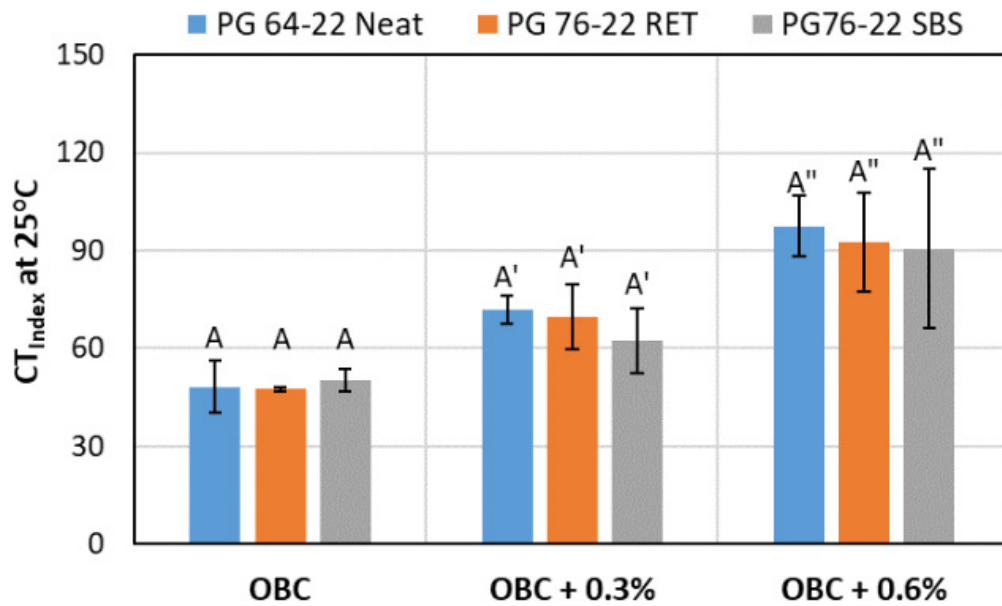 PG 64-22 Neat PG 76-22 RET PG76-22 SBS
150
120
90
60
30
0
CT_Index at 25°C
A A A
A' A' A'
A" A" A"
OBC OBC + 0.3% OBC + 0.6%